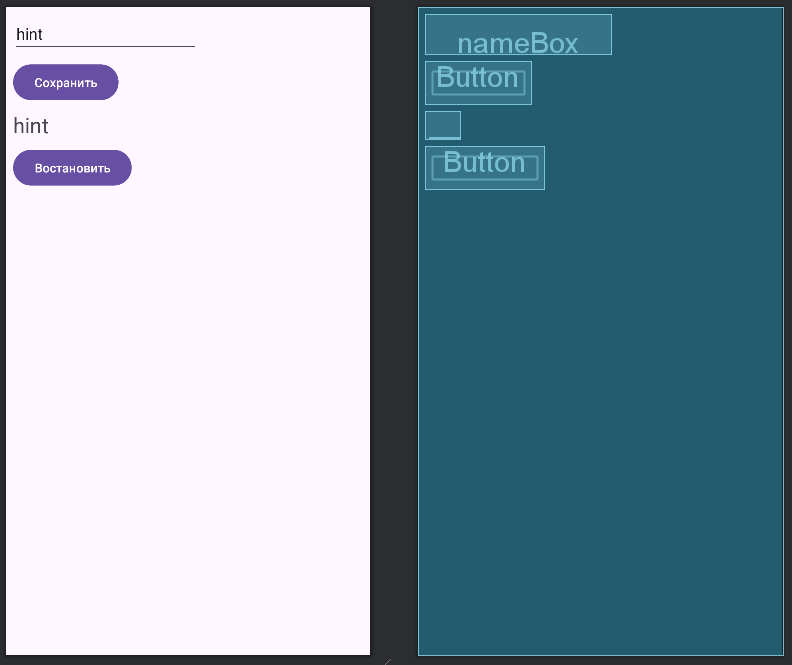 hint
Сохранить
hint
Востановить
nameBox
Button
Button